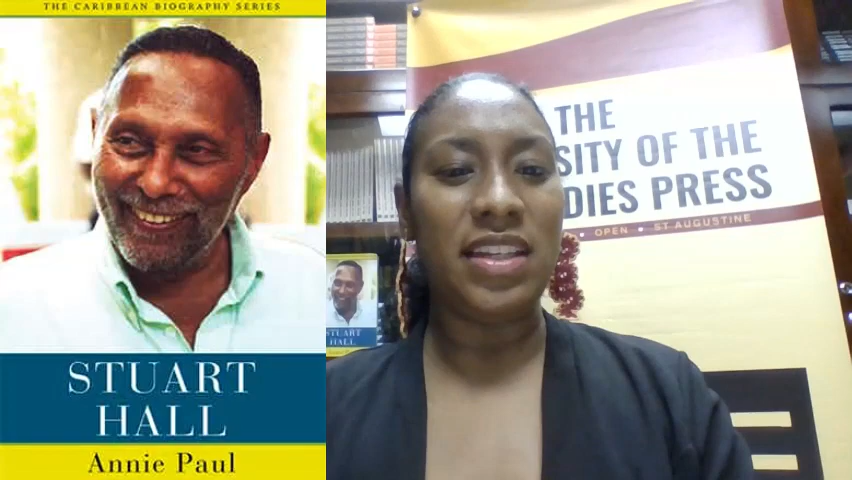 THE CARIBBEAN BIOGRAPHY SERIES
STUART
HALL
Annie Paul
STUART
HALL
THE
SITY OF THE
DIES PRESS
• OPEN • ST AUGUSTINE